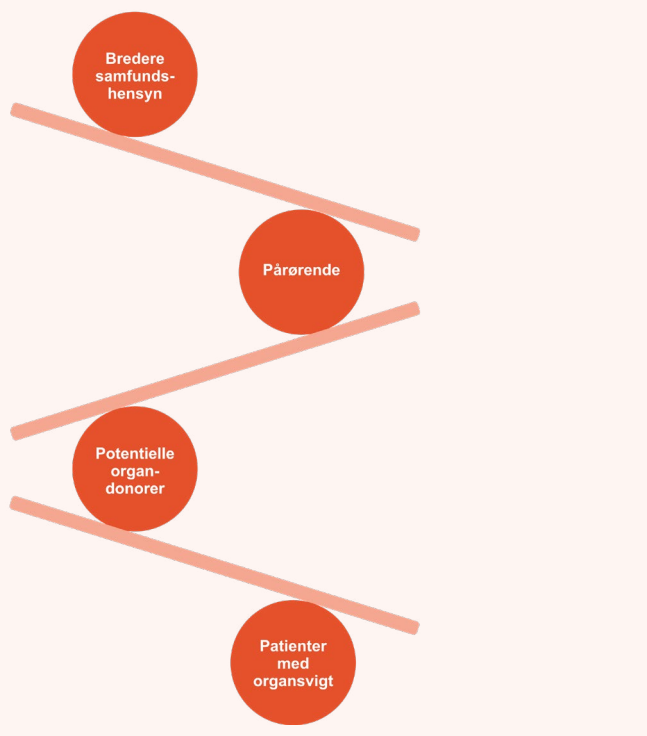 Bredere
samfunds-
hensyn
Pårørende
Potentielle
organ-
donorer
Patienter
med
organsvigt